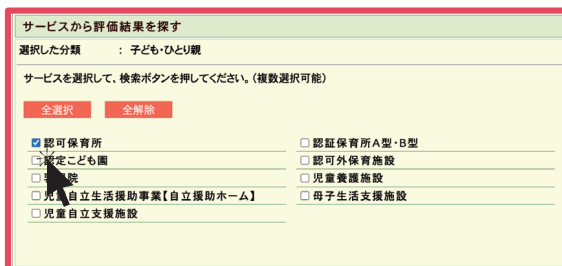 サービスから評価結果を探す
選択した分類 ： 子ども・ひとり親
サービスを選択して、検索ボタンを押してください。（複数選択可能）
全選択 全解除
認可保育所 認証保育所A型・B型
認定こども園 認可外保育施設
院 児童養護施設
児童自立生活援助事業【自立援助ホーム】 母子生活支援施設
児童自立支援施設